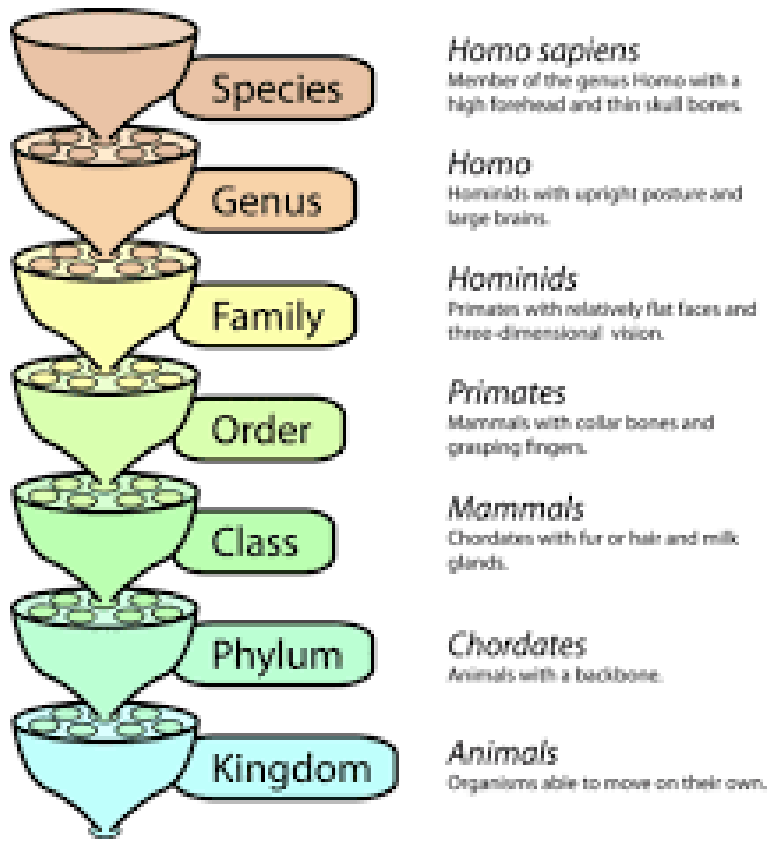 Species
Homo sapiens
Member of the genus Homo with a
high forehead and thin skull bones.
Genus
Homo
Hominids with upright posture and
large brains.
Family
Hominids
Primates with relatively flat faces and
three-dimensional vision.
Order
Primates
Mammals with collar bones and
grasping fingers.
Class
Mammals
Chordates with fur or hair and milk
glands.
Phylum
Chordates
Animals with a backbone.
Kingdom
Animals
Organisms able to move on their own.